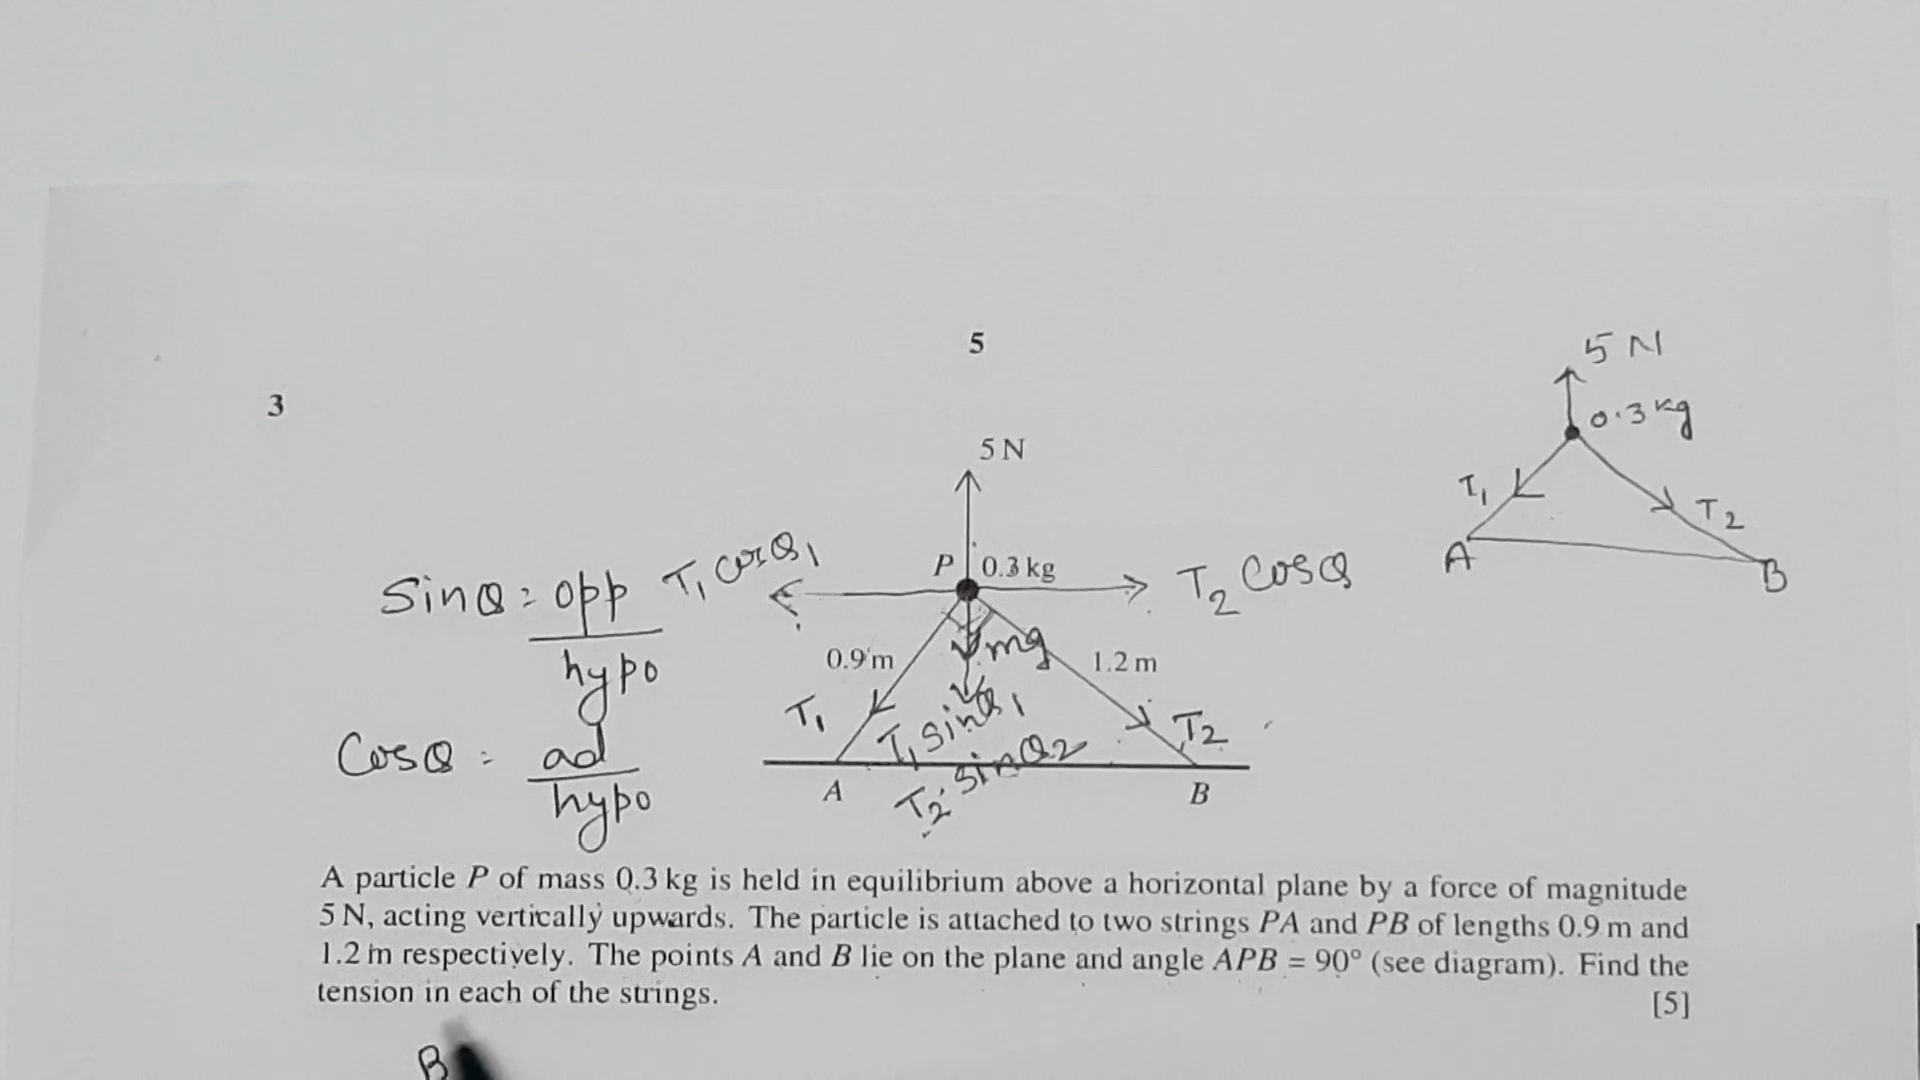 5
3
5 N
5 N
0.3 kg
P 0.3 kg
T₁ cosθ₁
T₂ cosθ
Sinθ = opp
hypo
T₁
T₂
A
B
mg
0.9 m
1.2 m
T₁
T₂
T₁ sinθ₁
T₂ sinθ₂
Cosθ = ad
hypo
A
B
A particle P of mass 0.3 kg is held in equilibrium above a horizontal plane by a force of magnitude
5 N, acting vertically upwards. The particle is attached to two strings PA and PB of lengths 0.9 m and
1.2 m respectively. The points A and B lie on the plane and angle APB = 90° (see diagram). Find the
tension in each of the strings. [5]
B